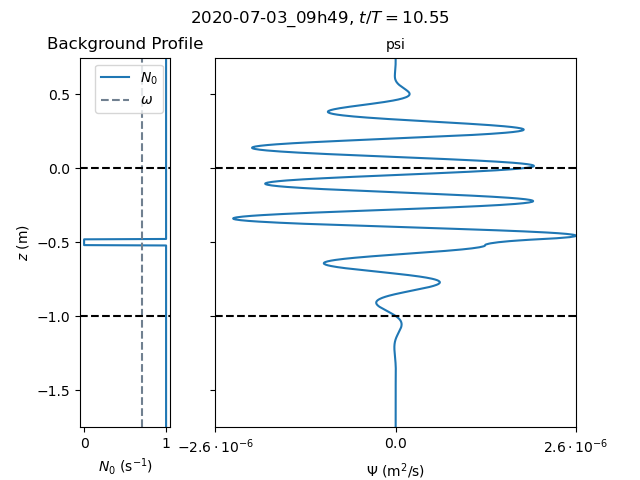 2020-07-03_09h49, t/T = 10.55
Background Profile
psi
N₀
ω
0.5
0.0
−0.5
−1.0
−1.5
z (m)
0 1
N₀ (s⁻¹)
−2.6 · 10⁻⁶ 0.0 2.6 · 10⁻⁶
Ψ (m²/s)